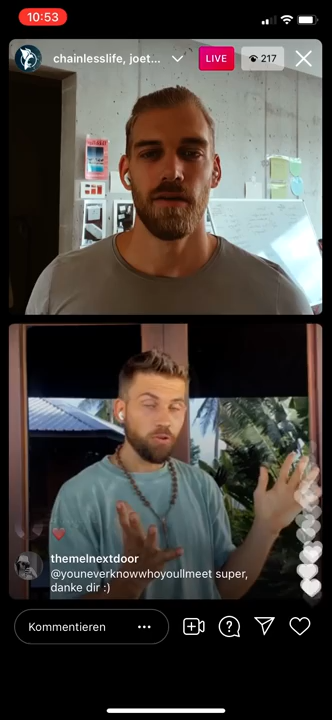 10:53
chainlesslife, joet...
LIVE
217
themelnextdoor
@youneverknowwhoyoullmeet super,
danke dir :)
Kommentieren